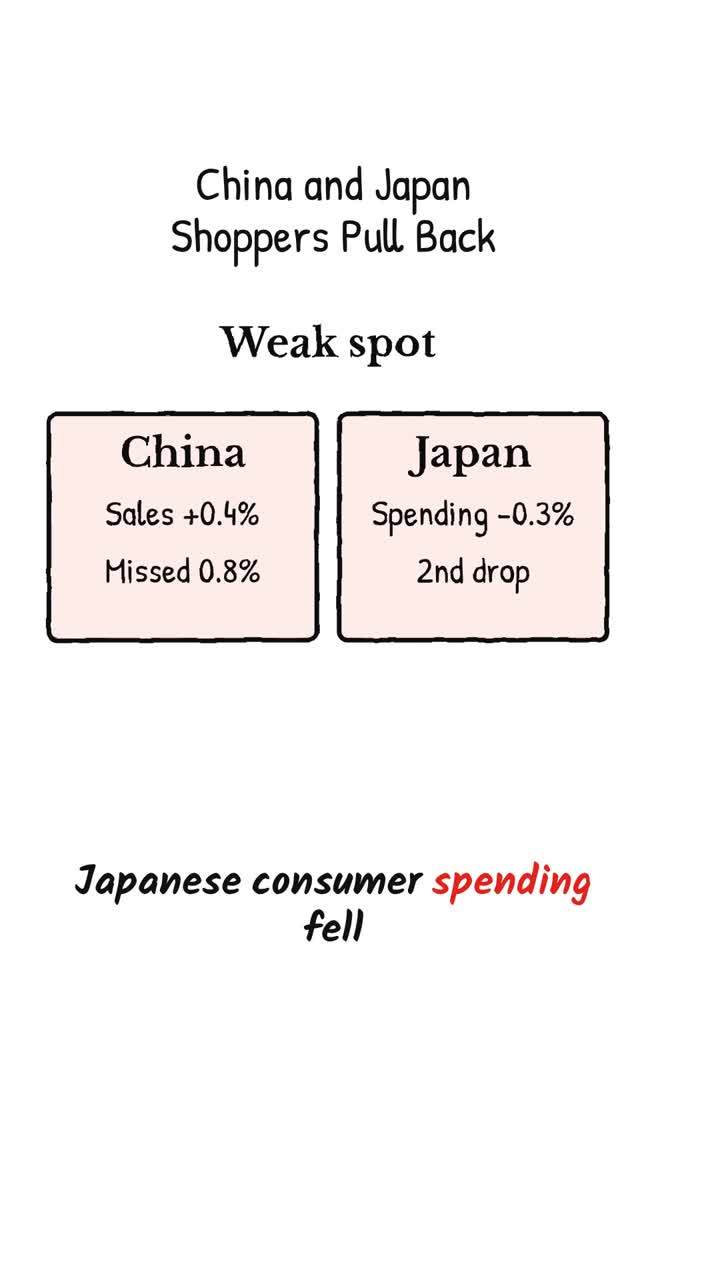 China and Japan
Shoppers Pull Back
Weak spot
China
Sales +0.4%
Missed 0.8%
Japan
Spending -0.3%
2nd drop
Japanese consumer spending
fell